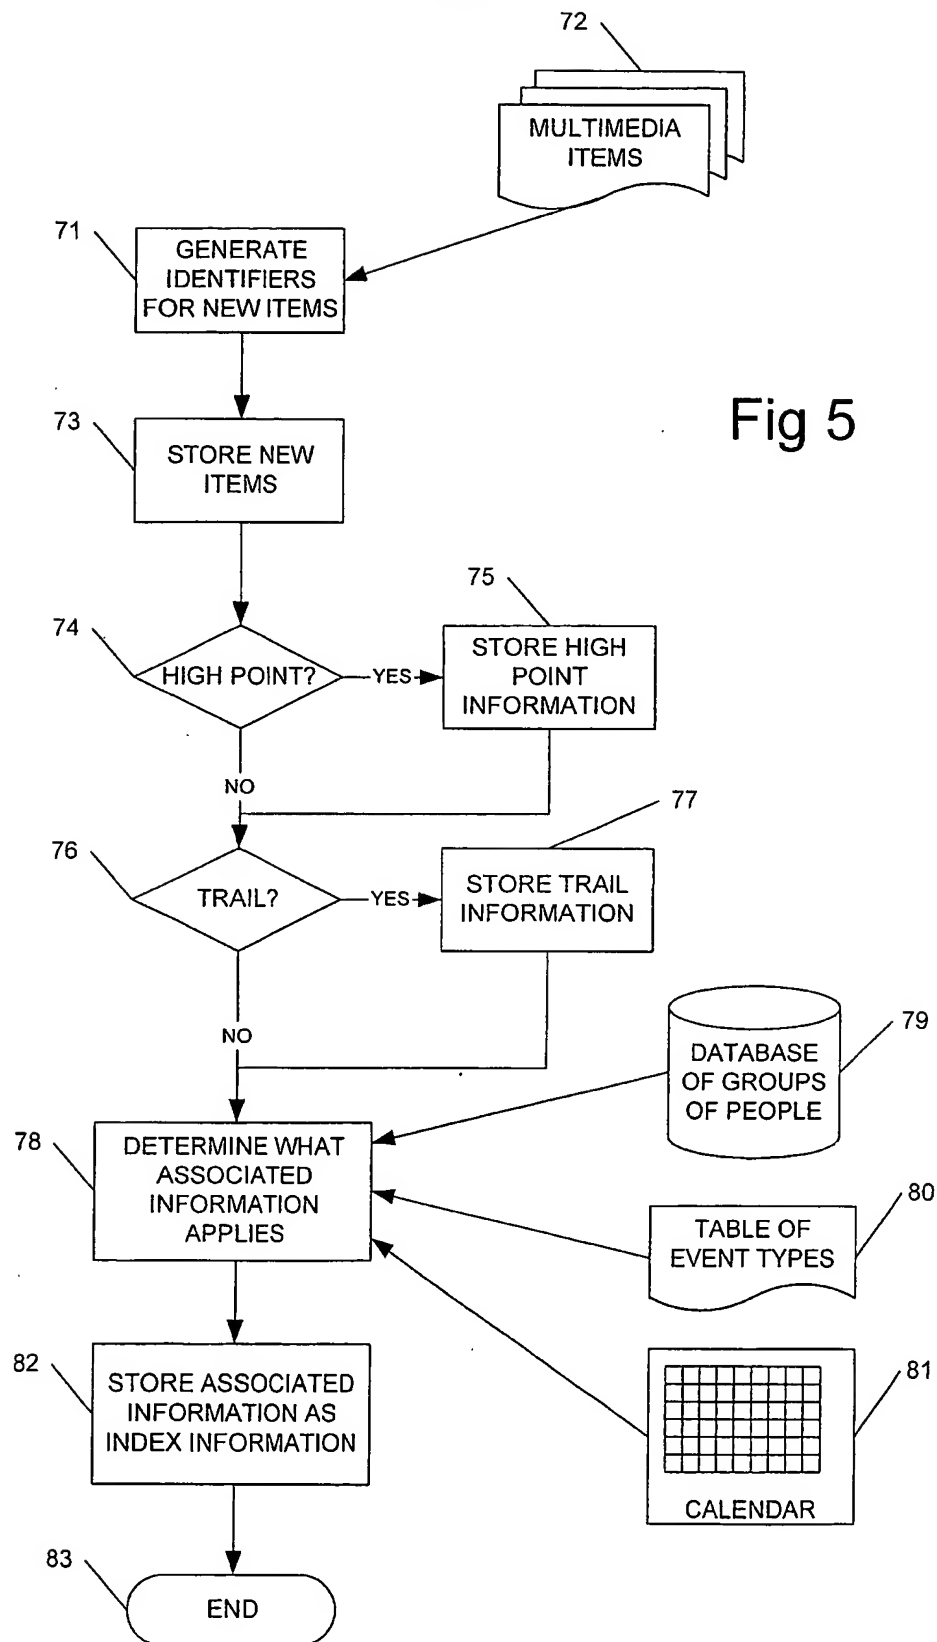 72
MULTIMEDIA
ITEMS
71
GENERATE
IDENTIFIERS
FOR NEW ITEMS
Fig 5
73
STORE NEW
ITEMS
75
74
HIGH POINT?
YES
STORE HIGH
POINT
INFORMATION
NO
77
76
TRAIL?
YES
STORE TRAIL
INFORMATION
NO
79
DATABASE
OF GROUPS
OF PEOPLE
78
DETERMINE WHAT
ASSOCIATED
INFORMATION
APPLIES
80
TABLE OF
EVENT TYPES
82
STORE ASSOCIATED
INFORMATION AS
INDEX INFORMATION
81
CALENDAR
83
END